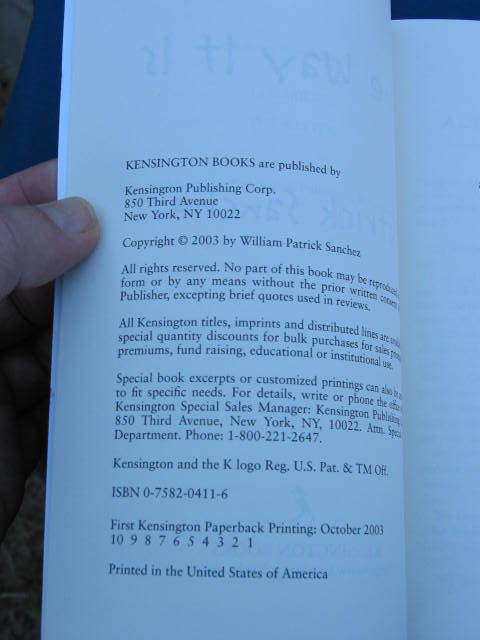 KENSINGTON BOOKS are published by
Kensington Publishing Corp.
850 Third Avenue
New York, NY 10022
Copyright © 2003 by William Patrick Sanchez
All rights reserved. No part of this book may be reproduced
form or by any means without the prior written consent
Publisher, excepting brief quotes used in reviews.
All Kensington titles, imprints and distributed lines are
special quantity discounts for bulk purchases for sales
premiums, fund raising, educational or institutional use.
Special book excerpts or customized printings can also be
to fit specific needs. For details, write or phone the office
Kensington Special Sales Manager: Kensington Publishing
850 Third Avenue, New York, NY, 10022. Attn. Special
Department. Phone: 1-800-221-2647.
Kensington and the K logo Reg. U.S. Pat. & TM Off.
ISBN 0-7582-0411-6
First Kensington Paperback Printing: October 2003
10 9 8 7 6 5 4 3 2 1
Printed in the United States of America